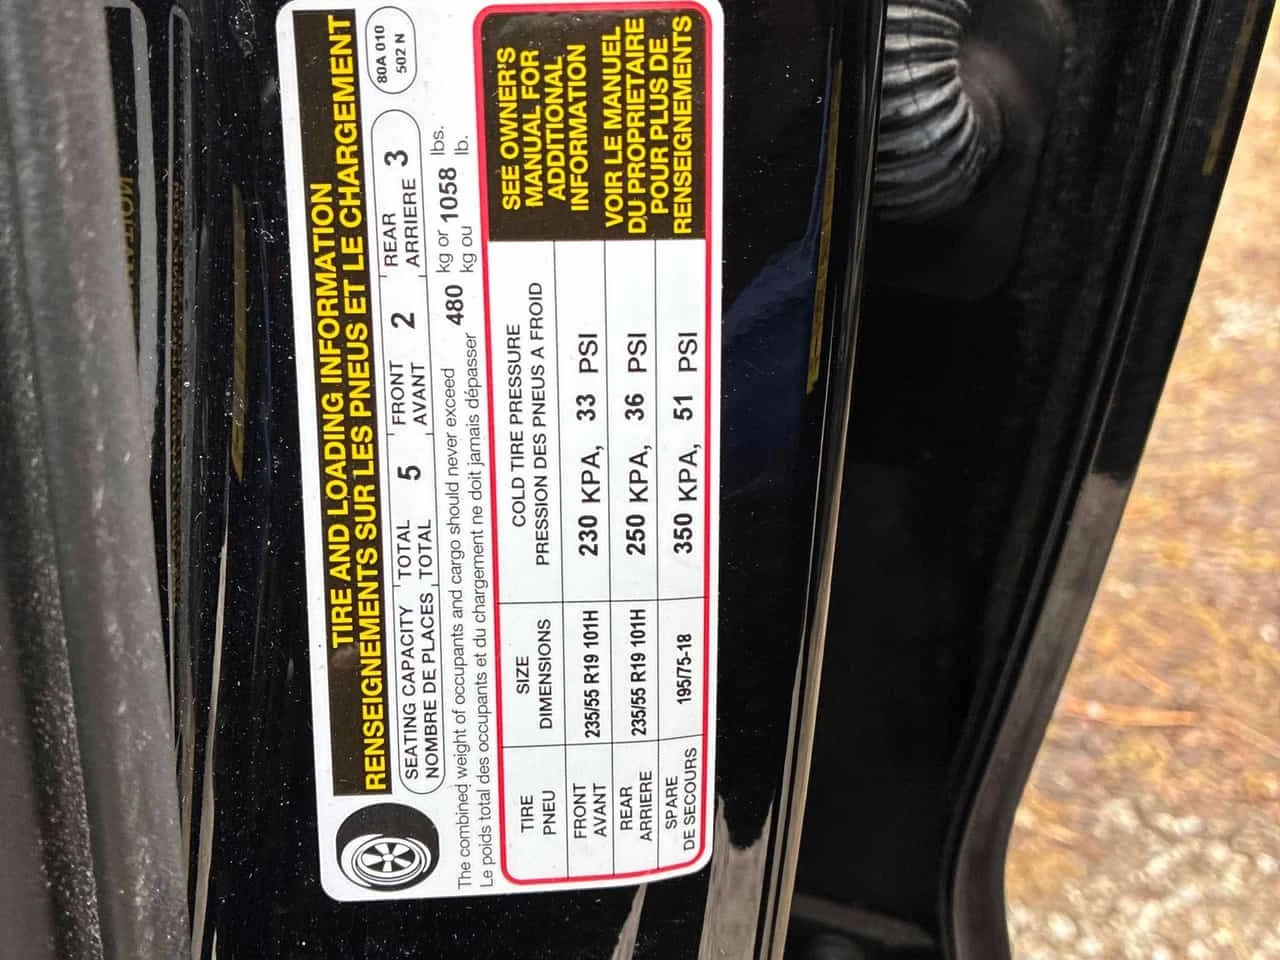 TIRE AND LOADING INFORMATION
RENSEIGNEMENTS SUR LES PNEUS ET LE CHARGEMENT
80A 010
502 N
SEATING CAPACITY TOTAL 5 FRONT 2 REAR 3
NOMBRE DE PLACES TOTAL AVANT ARRIERE
The combined weight of occupants and cargo should never exceed 480 kg or 1058 lbs.
Le poids total des occupants et du chargement ne doit jamais dépasser kg ou lb.
TIRE SIZE COLD TIRE PRESSURE
PNEU DIMENSIONS PRESSION DES PNEUS A FROID
FRONT 235/55 R19 101H 230 KPA, 33 PSI
AVANT
REAR 235/55 R19 101H 250 KPA, 36 PSI
ARRIERE
SPARE 195/75-18 350 KPA, 51 PSI
DE SECOURS
SEE OWNER'S
MANUAL FOR
ADDITIONAL
INFORMATION
VOIR LE MANUEL
DU PROPRIETAIRE
POUR PLUS DE
RENSEIGNEMENTS